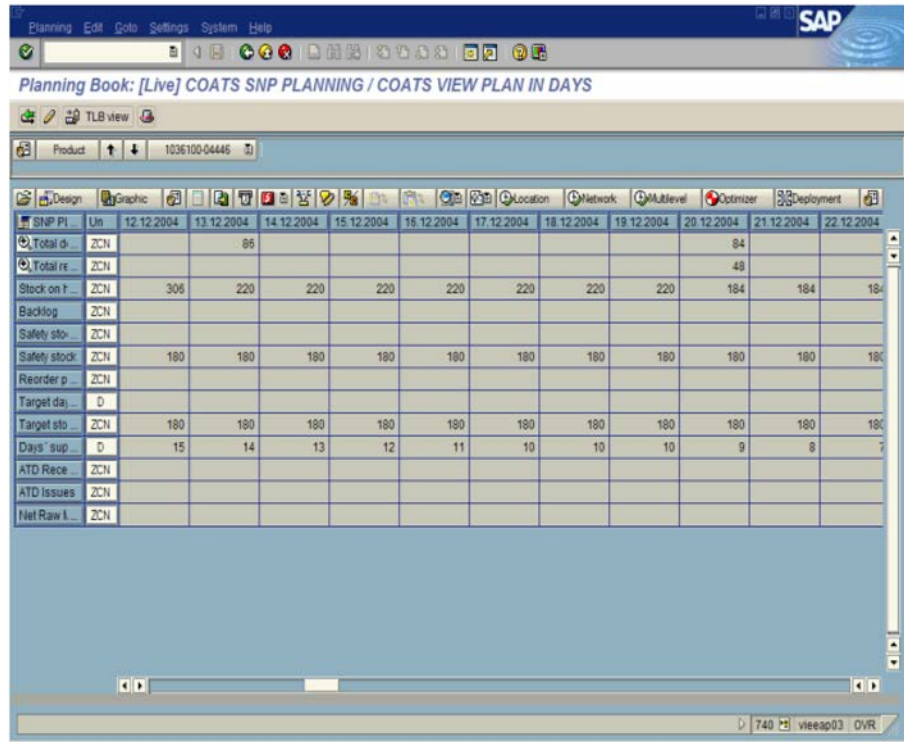 Planning Edit Goto Settings System Help
SAP
Planning Book: [Live] COATS SNP PLANNING / COATS VIEW PLAN IN DAYS
TLB view
Product 1036100-04446
Design Graphic Location Network Multilevel Optimizer Deployment
SNP PL... Un 12.12.2004 13.12.2004 14.12.2004 15.12.2004 16.12.2004 17.12.2004 18.12.2004 19.12.2004 20.12.2004 21.12.2004 22.12.2004
Total d... ZCN 86 84
Total re... ZCN 48
Stock on h... ZCN 306 220 220 220 220 220 220 220 184 184 184
Backlog ZCN
Safety sto... ZCN
Safety stock ZCN 180 180 180 180 180 180 180 180 180 180 180
Reorder p... ZCN
Target day... D
Target sto... ZCN 180 180 180 180 180 180 180 180 180 180 180
Days' sup... D 15 14 13 12 11 10 10 10 9 8 7
ATD Rece... ZCN
ATD Issues ZCN
Net Raw M... ZCN
740 vieeap03 OVR